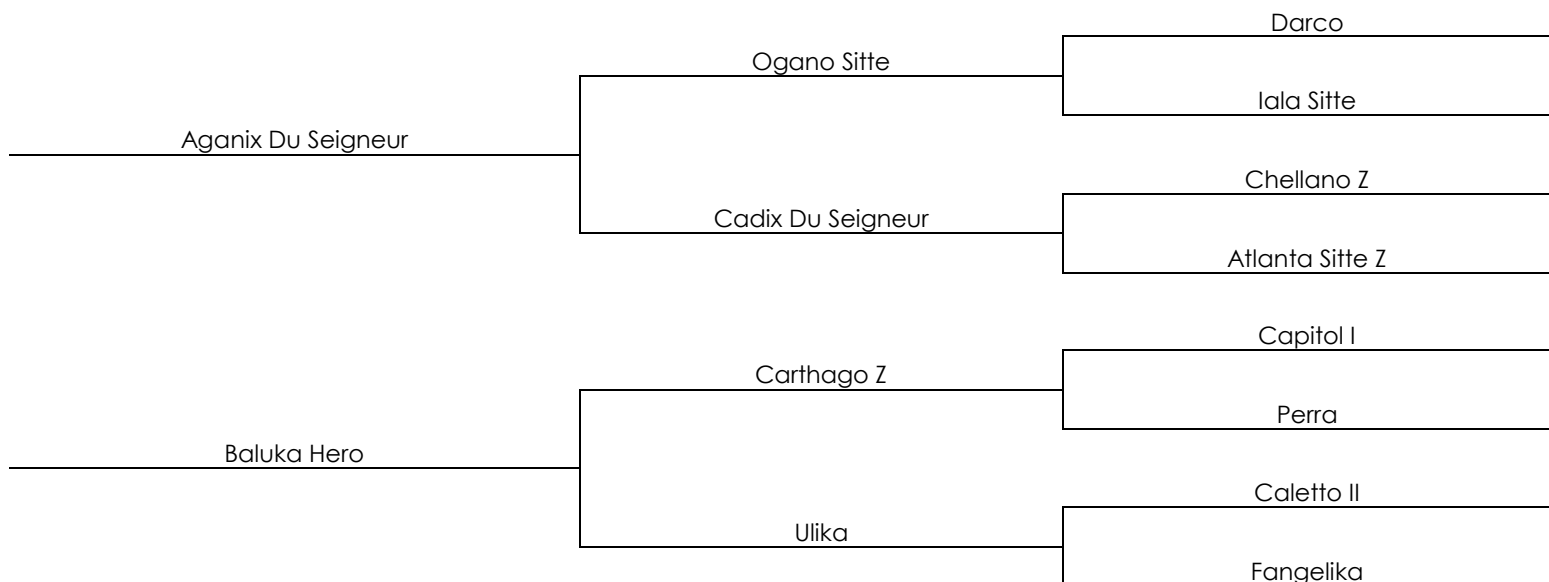 Darco
Ogano Sitte
Iala Sitte
Aganix Du Seigneur
Chellano Z
Cadix Du Seigneur
Atlanta Sitte Z
Capitol I
Carthago Z
Perra
Baluka Hero
Caletto II
Ulika
Fangelika